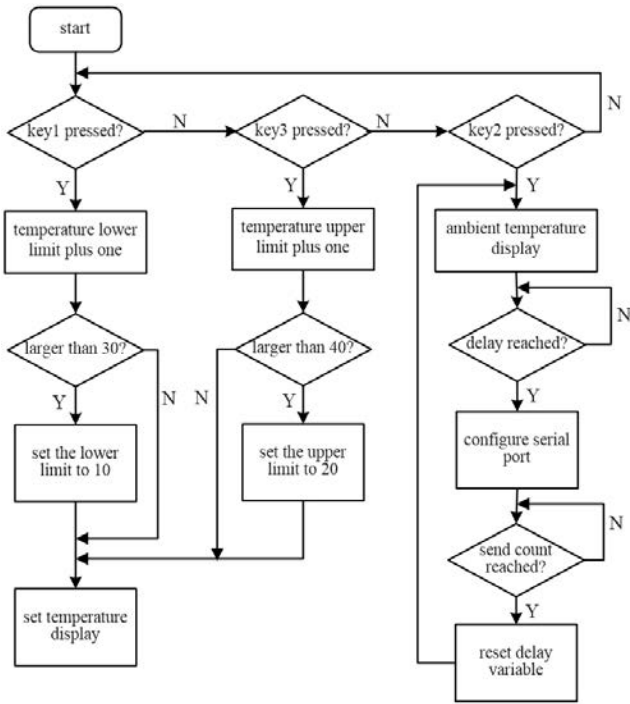 start
N
key1 pressed?
N
key3 pressed?
N
key2 pressed?
Y
Y
Y
temperature lower
limit plus one
temperature upper
limit plus one
ambient temperature
display
N
larger than 30?
larger than 40?
delay reached?
Y
N
N
Y
Y
set the lower
limit to 10
set the upper
limit to 20
configure serial
port
N
send count
reached?
Y
set temperature
display
reset delay
variable